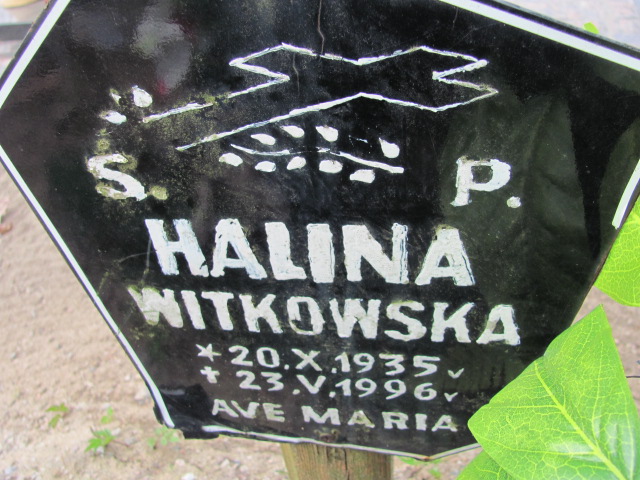 S. P.
HALINA
WITKOWSKA
* 20.X.1935
† 23.V.1996
AVE MARIA